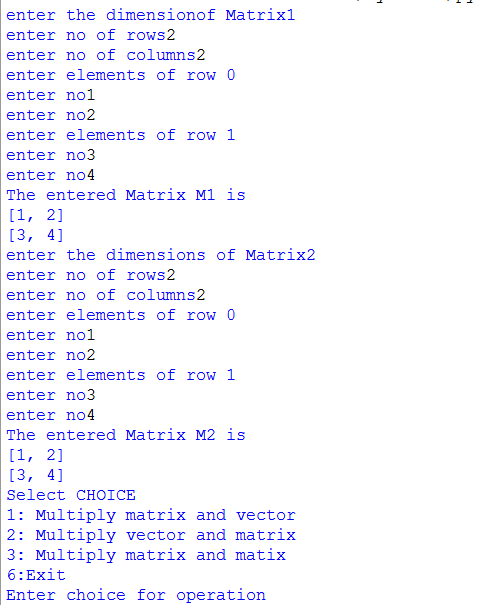 enter the dimensionof Matrix1
enter no of rows2
enter no of columns2
enter elements of row 0
enter no1
enter no2
enter elements of row 1
enter no3
enter no4
The entered Matrix M1 is
[1, 2]
[3, 4]
enter the dimensions of Matrix2
enter no of rows2
enter no of columns2
enter elements of row 0
enter no1
enter no2
enter elements of row 1
enter no3
enter no4
The entered Matrix M2 is
[1, 2]
[3, 4]
Select CHOICE
1: Multiply matrix and vector
2: Multiply vector and matrix
3: Multiply matrix and matix
6:Exit
Enter choice for operation